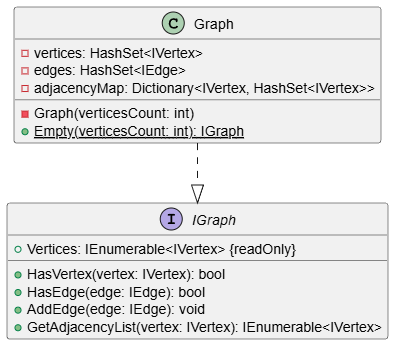 C Graph
vertices: HashSet<IVertex>
edges: HashSet<IEdge>
adjacencyMap: Dictionary<IVertex, HashSet<IVertex>>
Graph(verticesCount: int)
Empty(verticesCount: int): IGraph
I IGraph
Vertices: IEnumerable<IVertex> {readOnly}
HasVertex(vertex: IVertex): bool
HasEdge(edge: IEdge): bool
AddEdge(edge: IEdge): void
GetAdjacencyList(vertex: IVertex): IEnumerable<IVertex>